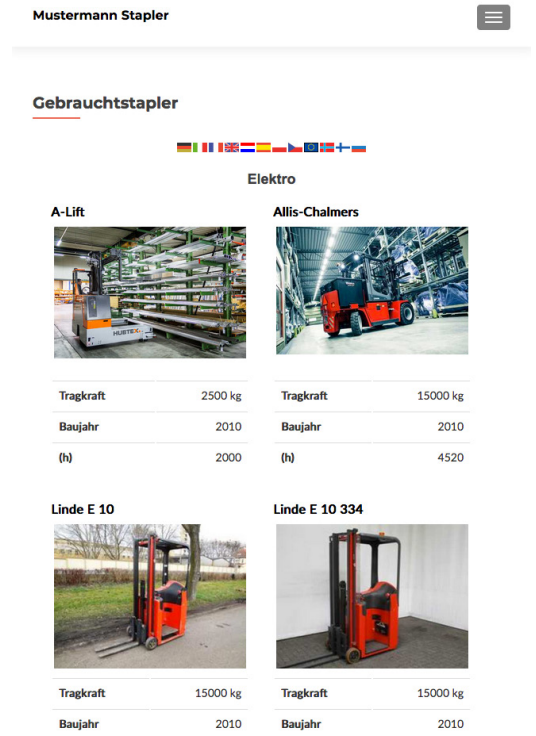 Mustermann Stapler
Gebrauchtstapler
Elektro
A-Lift
HUBTEX
Tragkraft 2500 kg
Baujahr 2010
(h) 2000
Allis-Chalmers
Tragkraft 15000 kg
Baujahr 2010
(h) 4520
Linde E 10
Tragkraft 15000 kg
Baujahr 2010
Linde E 10 334
Tragkraft 15000 kg
Baujahr 2010